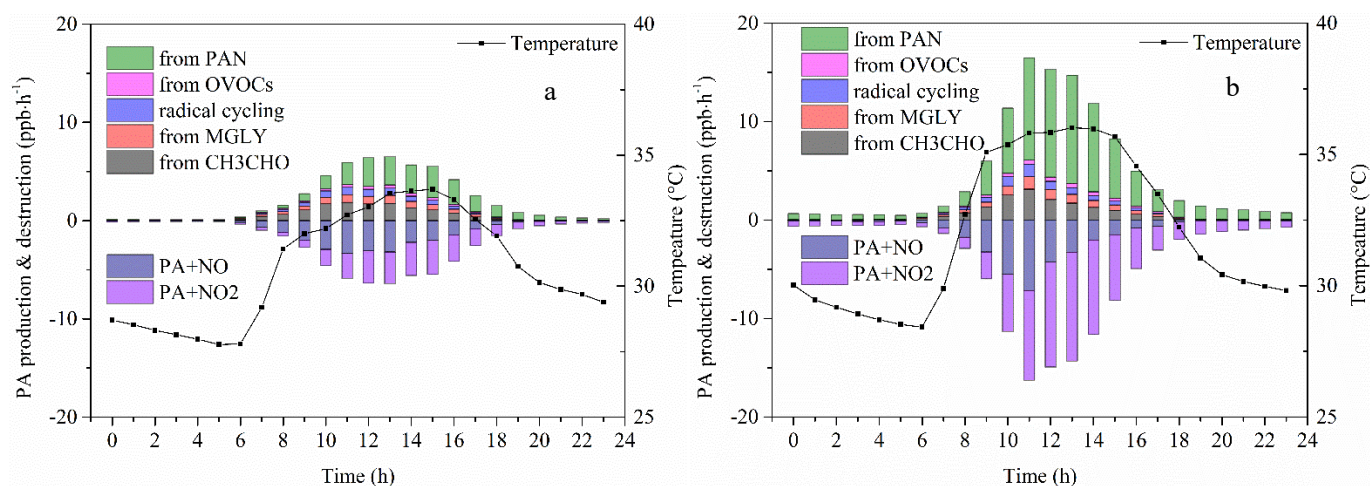 PA production & destruction (ppb·h⁻¹)
20
10
0
-10
-20
from PAN
from OVOCs
radical cycling
from MGLY
from CH3CHO
PA+NO
PA+NO2
Temperature
a
40
35
30
25
Tempeature (°C)
0 2 4 6 8 10 12 14 16 18 20 22 24
Time (h)
PA production & destruction (ppb·h⁻¹)
20
10
0
-10
-20
from PAN
from OVOCs
radical cycling
from MGLY
from CH3CHO
PA+NO
PA+NO2
Temperature
b
40
35
30
25
Tempeature (°C)
0 2 4 6 8 10 12 14 16 18 20 22 24
Time (h)